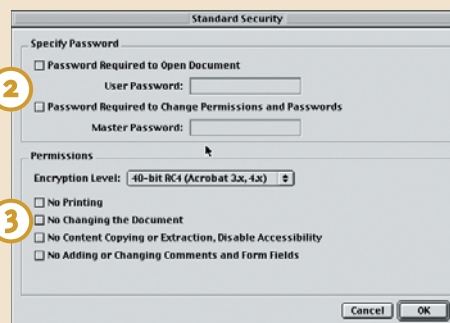 Standard Security
Specify Password
2
Password Required to Open Document
User Password:
Password Required to Change Permissions and Passwords
Master Password:
Permissions
Encryption Level: 40-bit RC4 (Acrobat 3.x, 4.x)
3
No Printing
No Changing the Document
No Content Copying or Extraction, Disable Accessibility
No Adding or Changing Comments and Form Fields
Cancel OK